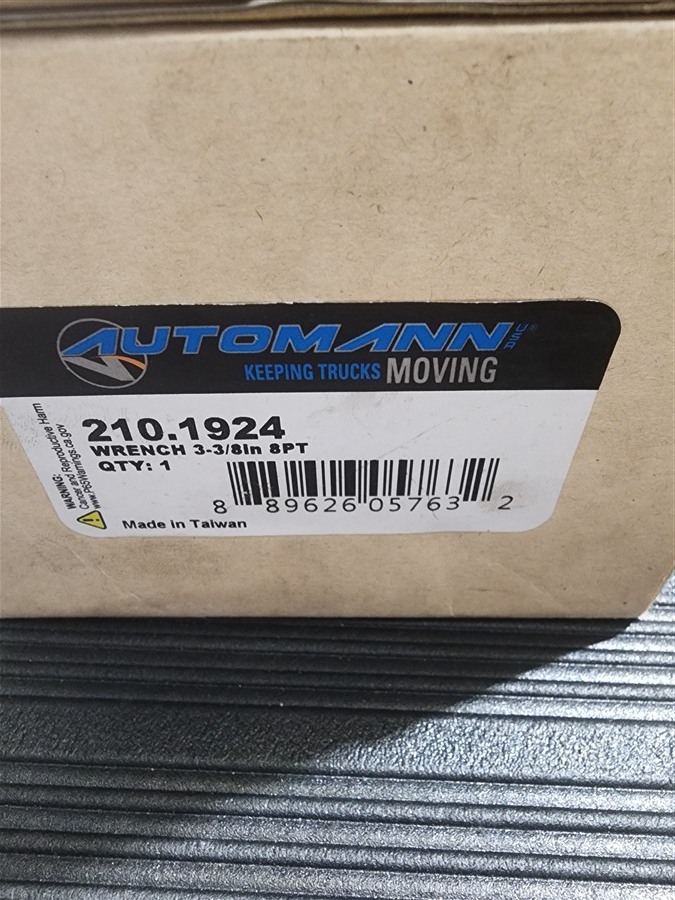 AUTOMANN USA®
KEEPING TRUCKS MOVING
210.1924
WRENCH 3-3/8in 8PT
QTY: 1
8 89626 05763 2
Made in Taiwan
WARNING:
Cancer and Reproductive Harm
www.P65Warnings.ca.gov